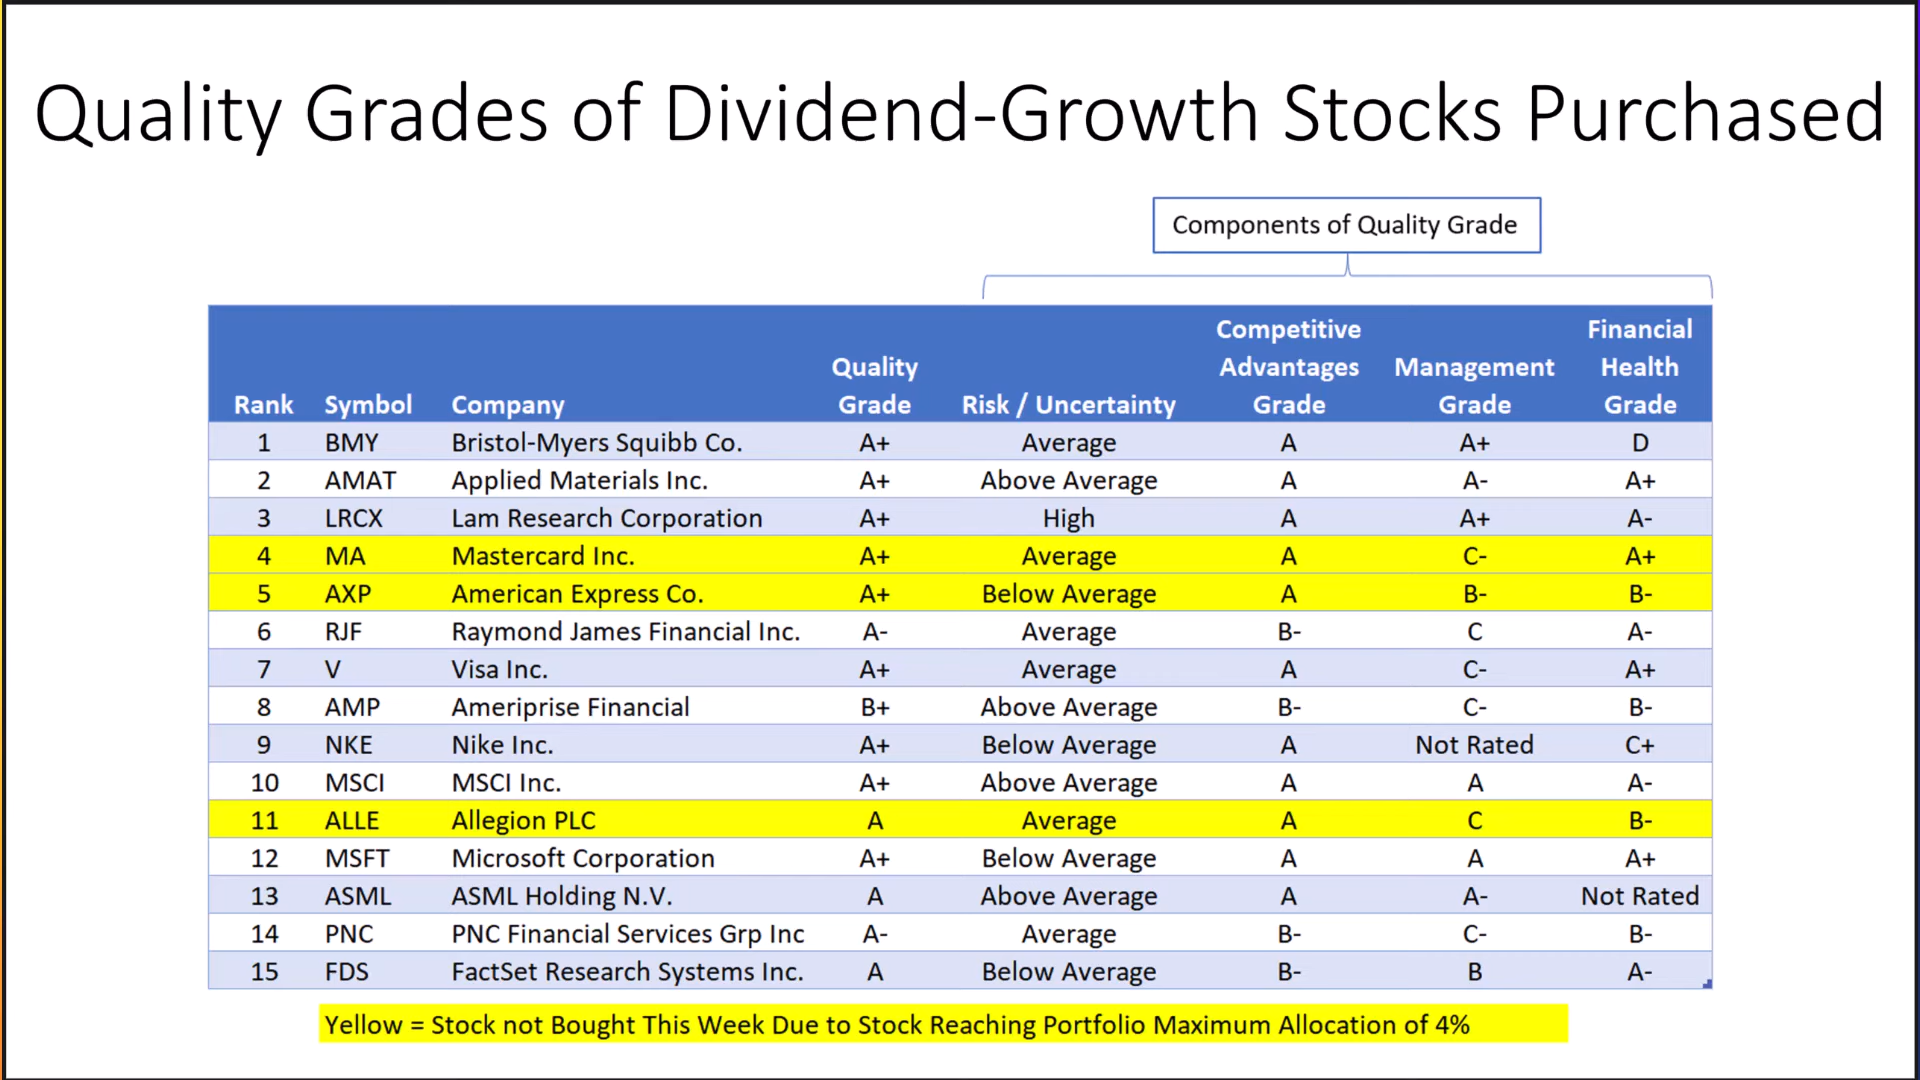 Quality Grades of Dividend-Growth Stocks Purchased
Components of Quality Grade
Rank Symbol Company Quality Grade Risk / Uncertainty Competitive Advantages Grade Management Grade Financial Health Grade
1 BMY Bristol-Myers Squibb Co. A+ Average A A+ D
2 AMAT Applied Materials Inc. A+ Above Average A A- A+
3 LRCX Lam Research Corporation A+ High A A+ A-
4 MA Mastercard Inc. A+ Average A C- A+
5 AXP American Express Co. A+ Below Average A B- B-
6 RJF Raymond James Financial Inc. A- Average B- C A-
7 V Visa Inc. A+ Average A C- A+
8 AMP Ameriprise Financial B+ Above Average B- C- B-
9 NKE Nike Inc. A+ Below Average A Not Rated C+
10 MSCI MSCI Inc. A+ Above Average A A A-
11 ALLE Allegion PLC A Average A C B-
12 MSFT Microsoft Corporation A+ Below Average A A A+
13 ASML ASML Holding N.V. A Above Average A A- Not Rated
14 PNC PNC Financial Services Grp Inc A- Average B- C- B-
15 FDS FactSet Research Systems Inc. A Below Average B- B A-
Yellow = Stock not Bought This Week Due to Stock Reaching Portfolio Maximum Allocation of 4%